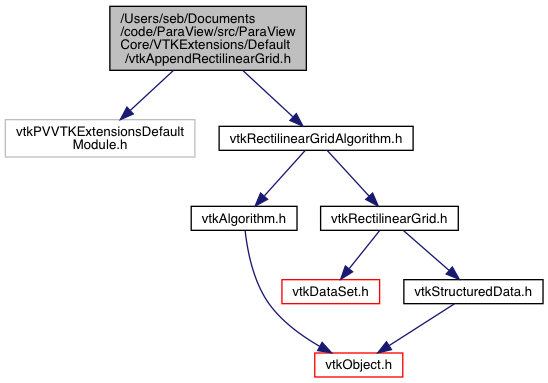 /Users/seb/Documents
/code/ParaView/src/ParaView
Core/VTKExtensions/Default
/vtkAppendRectilinearGrid.h
vtkPVVTKExtensionsDefault
Module.h
vtkRectilinearGridAlgorithm.h
vtkAlgorithm.h
vtkRectilinearGrid.h
vtkDataSet.h
vtkStructuredData.h
vtkObject.h